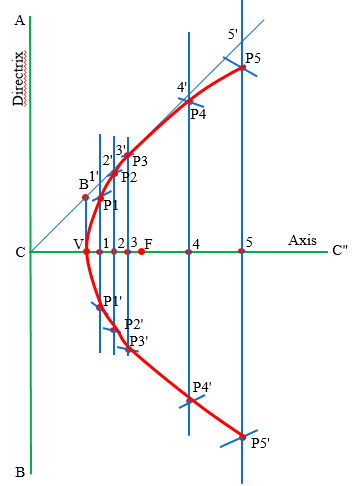 A
Directrix
5'
P5
4'
P4
3'
P3
2'
P2
1'
B'
P1
C
V
1
2
3
F
4
5
Axis
C"
P1'
P2'
P3'
P4'
P5'
B